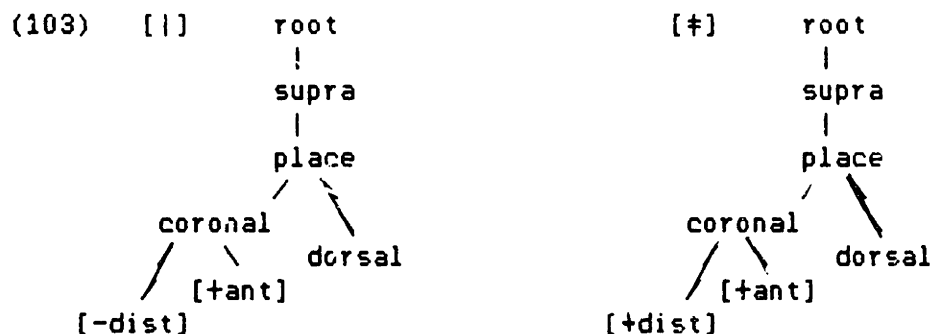 (103) [ǀ] root [ǂ] root
supra supra
place place
coronal coronal
dorsal dorsal
[+ant] [+ant]
[-dist] [+dist]